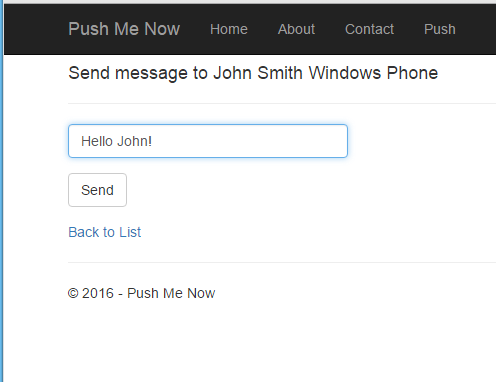 Push Me Now Home About Contact Push
Send message to John Smith Windows Phone
Hello John!
Send
Back to List
© 2016 - Push Me Now